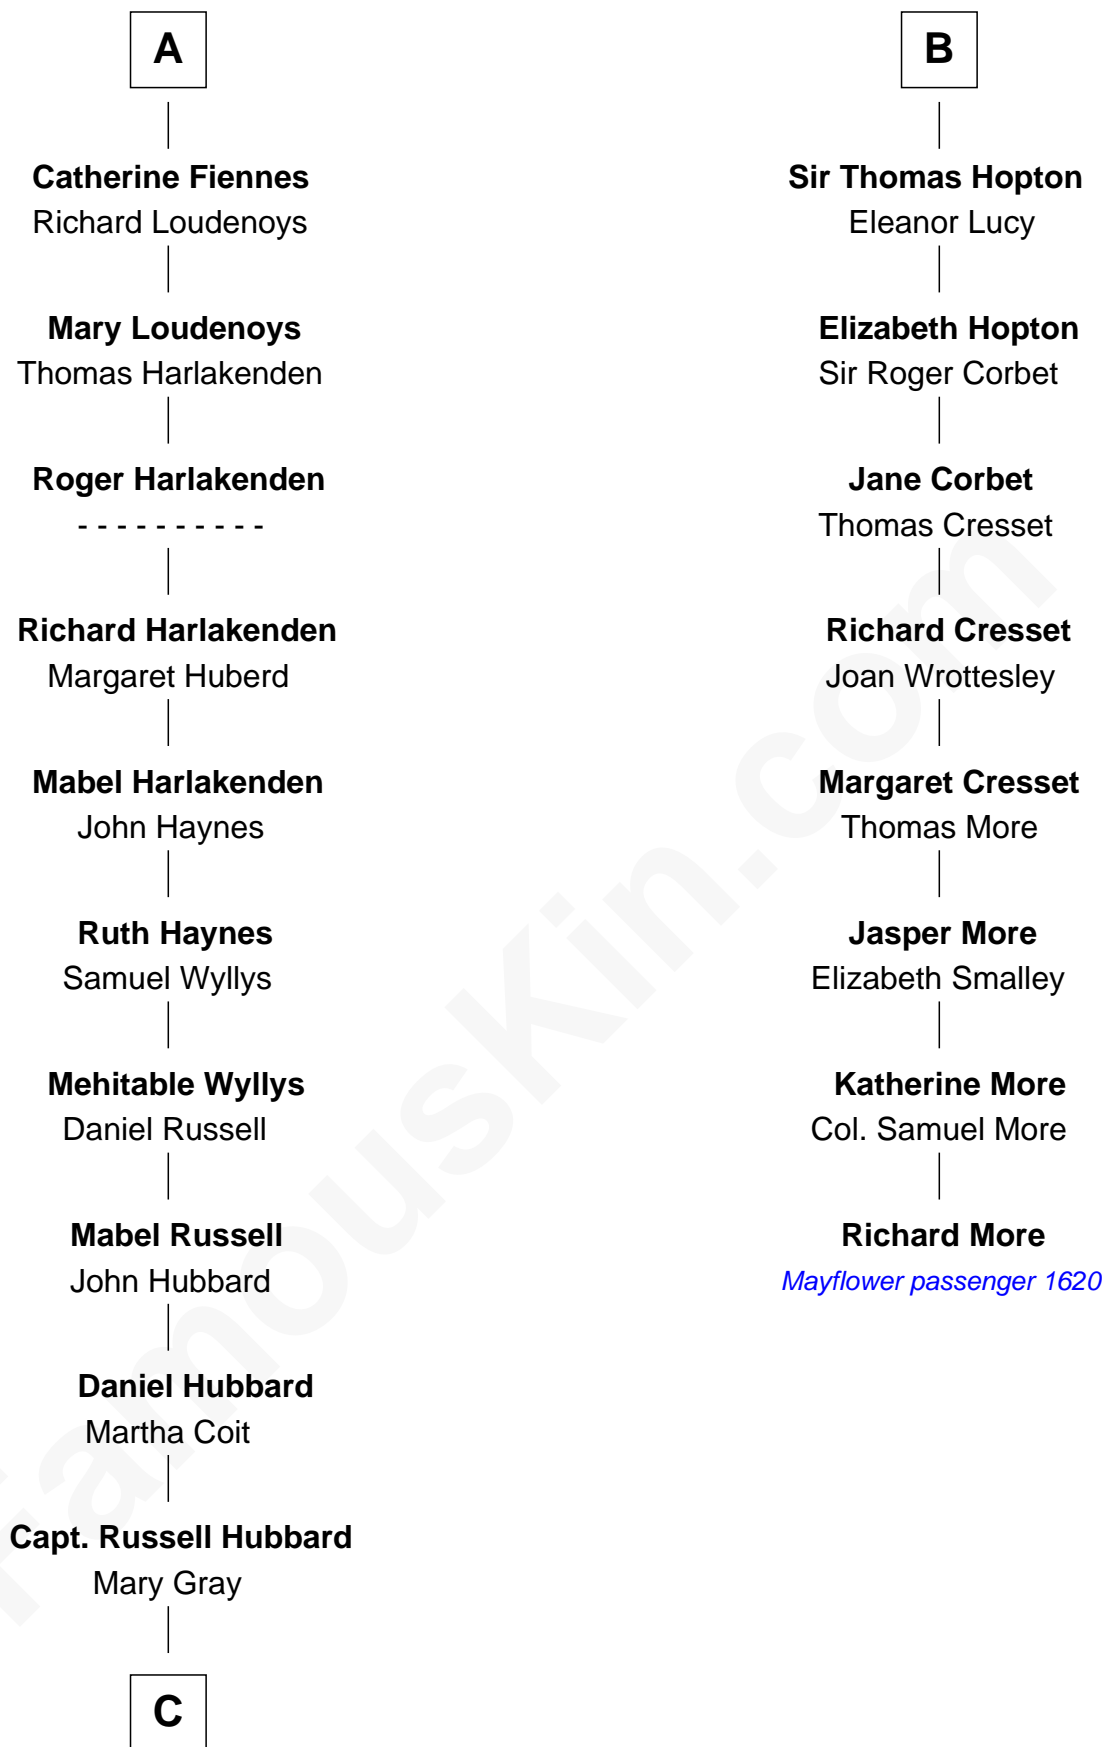 A
Catherine Fiennes
Richard Loudenoys
Mary Loudenoys
Thomas Harlakenden
Roger Harlakenden
- - - - - - - - - -
Richard Harlakenden
Margaret Huberd
Mabel Harlakenden
John Haynes
Ruth Haynes
Samuel Wyllys
Mehitable Wyllys
Daniel Russell
Mabel Russell
John Hubbard
Daniel Hubbard
Martha Coit
Capt. Russell Hubbard
Mary Gray
C
B
Sir Thomas Hopton
Eleanor Lucy
Elizabeth Hopton
Sir Roger Corbet
Jane Corbet
Thomas Cresset
Richard Cresset
Joan Wrottesley
Margaret Cresset
Thomas More
Jasper More
Elizabeth Smalley
Katherine More
Col. Samuel More
Richard More
Mayflower passenger 1620
FamousKin.com